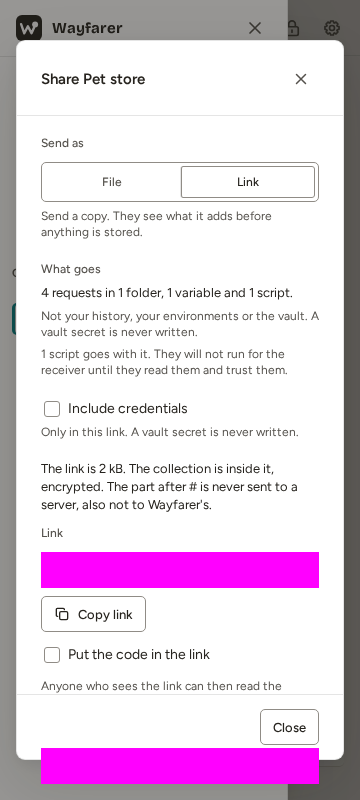 Wayfarer
Share Pet store
Send as
File
Link
Send a copy. They see what it adds before
anything is stored.
What goes
4 requests in 1 folder, 1 variable and 1 script.
Not your history, your environments or the vault. A
vault secret is never written.
1 script goes with it. They will not run for the
receiver until they read them and trust them.
Include credentials
Only in this link. A vault secret is never written.
The link is 2 kB. The collection is inside it,
encrypted. The part after # is never sent to a
server, also not to Wayfarer's.
Link
Copy link
Put the code in the link
Anyone who sees the link can then read the
Close